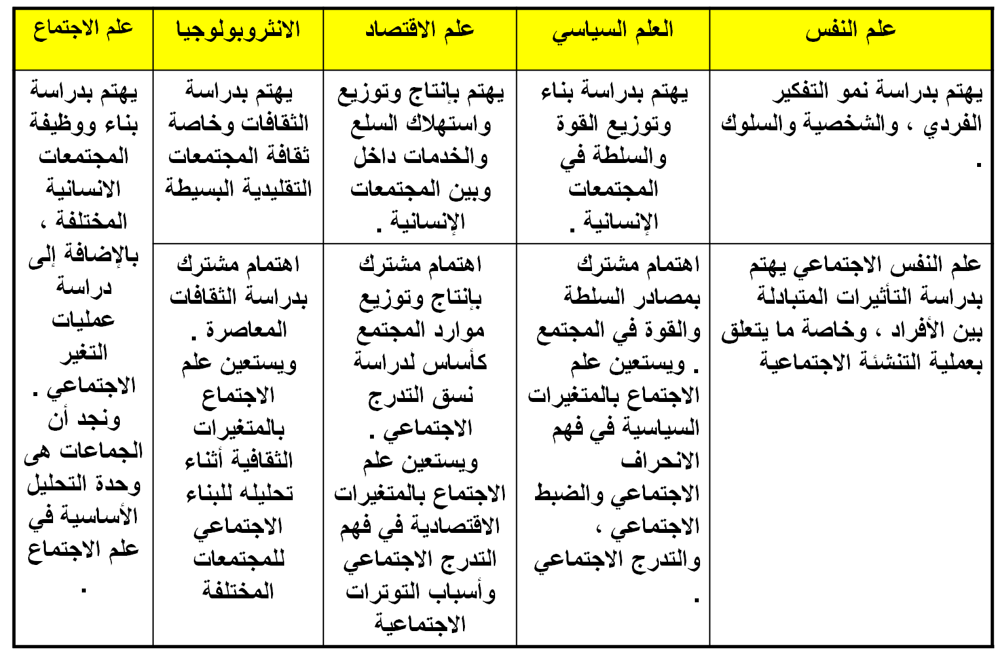 علم النفس
العلم السياسي
علم الاقتصاد
الانثروبولوجيا
علم الاجتماع
يهتم بدراسة نمو التفكير
الفردي ، والشخصية والسلوك
.
يهتم بدراسة بناء
وتوزيع القوة
والسلطة في
المجتمعات
الإنسانية .
يهتم بإنتاج وتوزيع
واستهلاك السلع
والخدمات داخل
وبين المجتمعات
الإنسانية .
يهتم بدراسة
الثقافات وخاصة
ثقافة المجتمعات
التقليدية البسيطة
يهتم بدراسة
بناء ووظيفة
المجتمعات
الانسانية
المختلفة ،
بالإضافة إلى
دراسة
عمليات
التغير
الاجتماعي .
ونجد أن
الجماعات هى
وحدة التحليل
الأساسية في
علم الاجتماع
.
علم النفس الاجتماعي يهتم
بدراسة التأثيرات المتبادلة
بين الأفراد ، وخاصة ما يتعلق
بعملية التنشئة الاجتماعية
اهتمام مشترك
بمصادر السلطة
والقوة في المجتمع
. ويستعين علم
الاجتماع بالمتغيرات
السياسية في فهم
الانحراف
الاجتماعي والضبط
الاجتماعي ،
والتدرج الاجتماعي
.
اهتمام مشترك
بإنتاج وتوزيع
موارد المجتمع
كأساس لدراسة
نسق التدرج
الاجتماعي .
ويستعين علم
الاجتماع بالمتغيرات
الاقتصادية في فهم
التدرج الاجتماعي
وأسباب التوترات
الاجتماعية
اهتمام مشترك
بدراسة الثقافات
المعاصرة .
ويستعين علم
الاجتماع
بالمتغيرات
الثقافية أثناء
تحليله للبناء
الاجتماعي
للمجتمعات
المختلفة